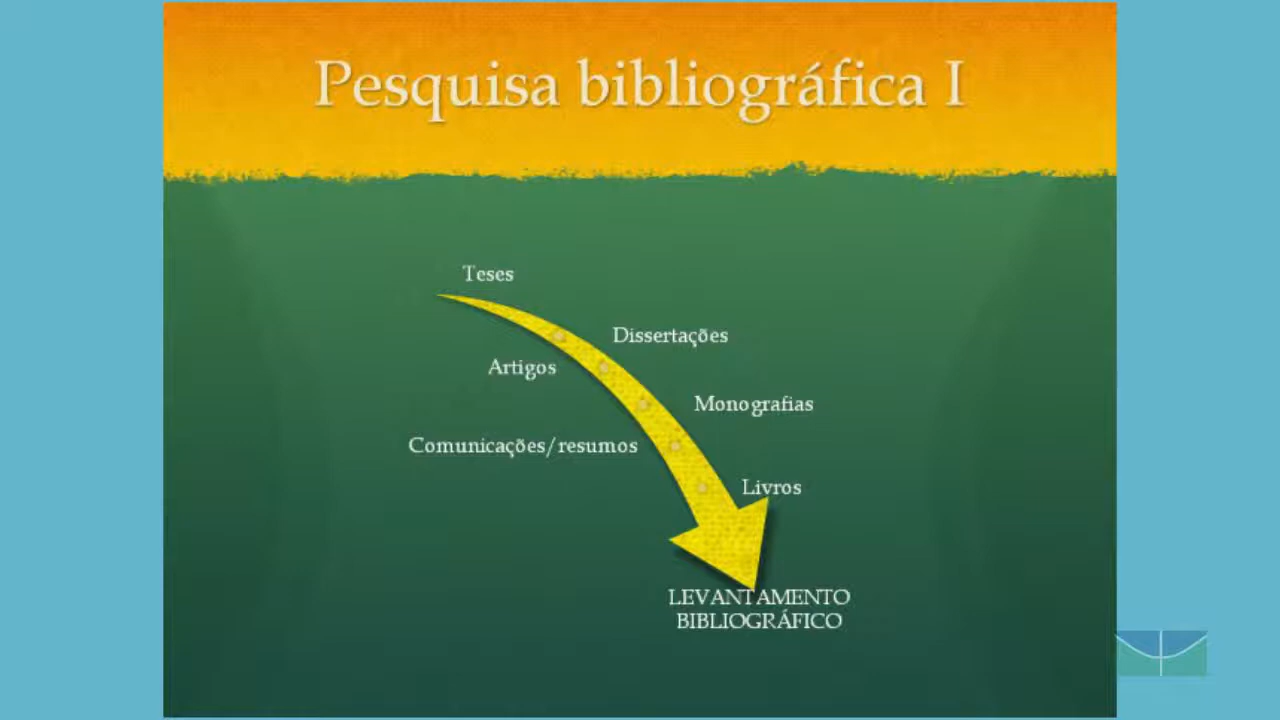 Pesquisa bibliográfica I
Teses
Dissertações
Artigos
Monografias
Comunicações/resumos
Livros
LEVANTAMENTO
BIBLIOGRÁFICO